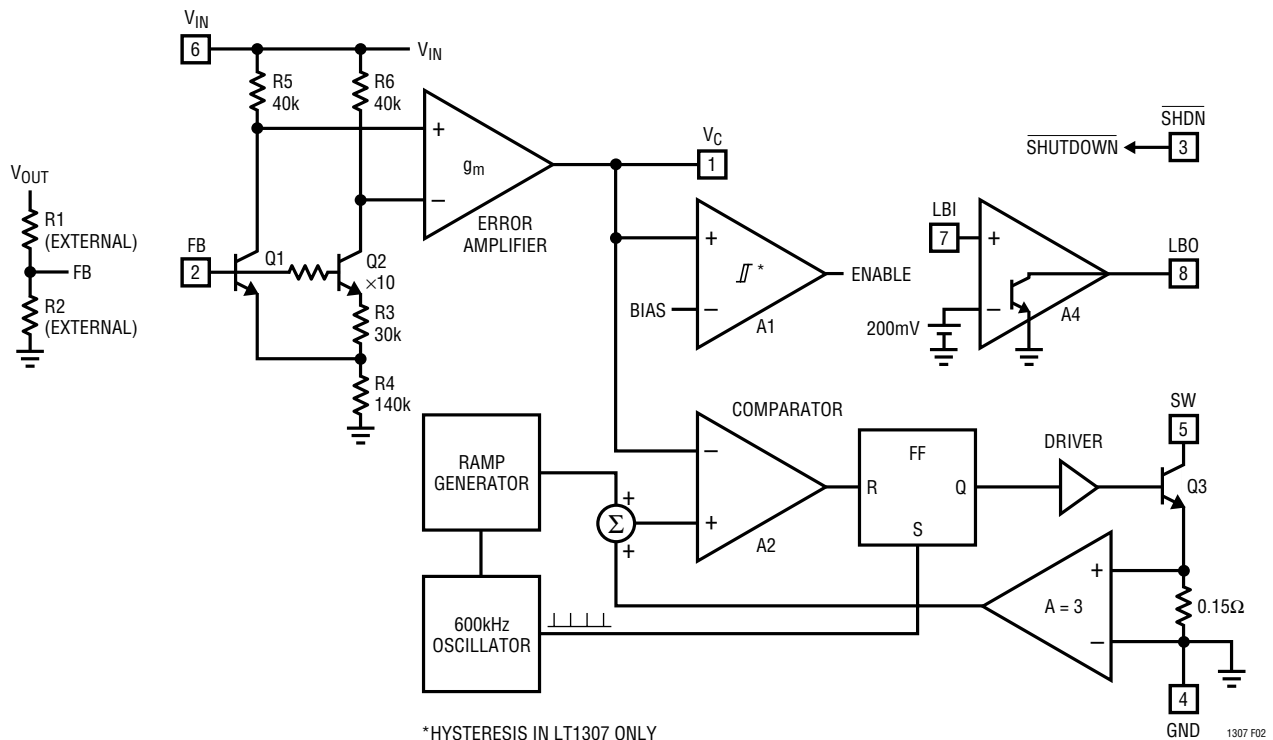 VIN
6
VIN
R5
40k
R6
40k
+
gm
−
ERROR
AMPLIFIER
VC
1
SHDN
SHUTDOWN
3
VOUT
R1
(EXTERNAL)
FB
R2
(EXTERNAL)
FB
2
Q1
Q2
×10
R3
30k
R4
140k
+
*
ENABLE
BIAS
−
A1
LBI
7
+
LBO
8
200mV
−
A4
COMPARATOR
RAMP
GENERATOR
+
Σ
+
−
+
A2
FF
R
Q
S
DRIVER
SW
5
Q3
600kHz
OSCILLATOR
+
A = 3
−
0.15Ω
4
GND
*HYSTERESIS IN LT1307 ONLY
1307 F02